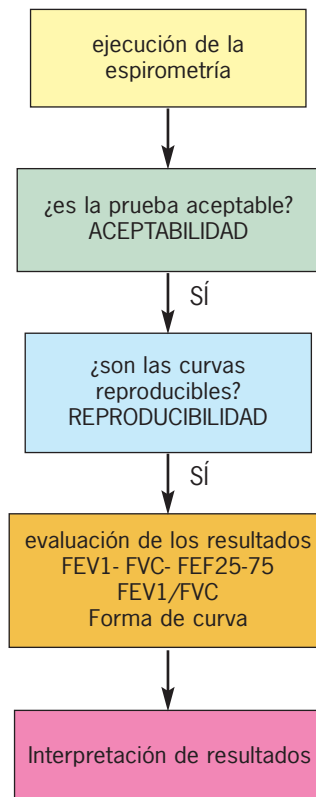 ejecución de la
espirometría
¿es la prueba aceptable?
ACEPTABILIDAD
SÍ
¿son las curvas
reproducibles?
REPRODUCIBILIDAD
SÍ
evaluación de los resultados
FEV1- FVC- FEF25-75
FEV1/FVC
Forma de curva
Interpretación de resultados